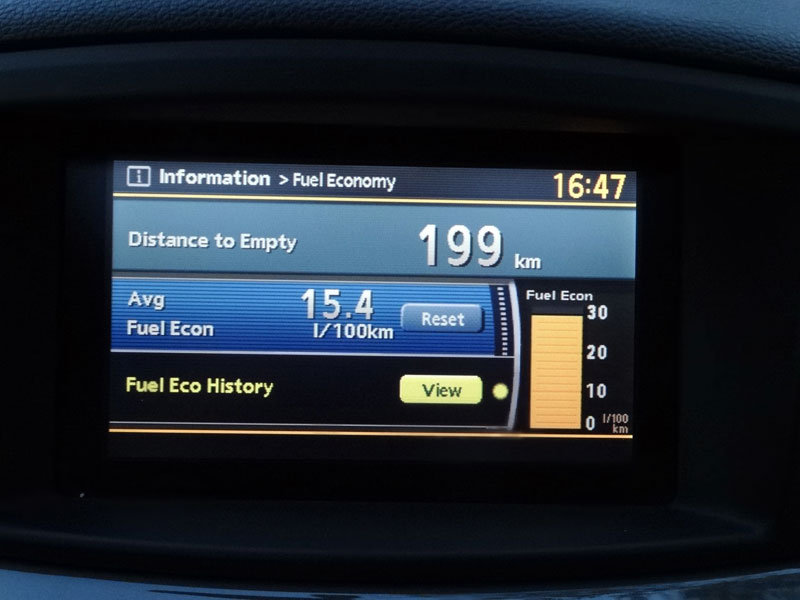 i Information > Fuel Economy 16:47
Distance to Empty 199 km
Avg 15.4
Fuel Econ l/100km
Reset
Fuel Eco History View
Fuel Econ
30
20
10
0 l/100
km